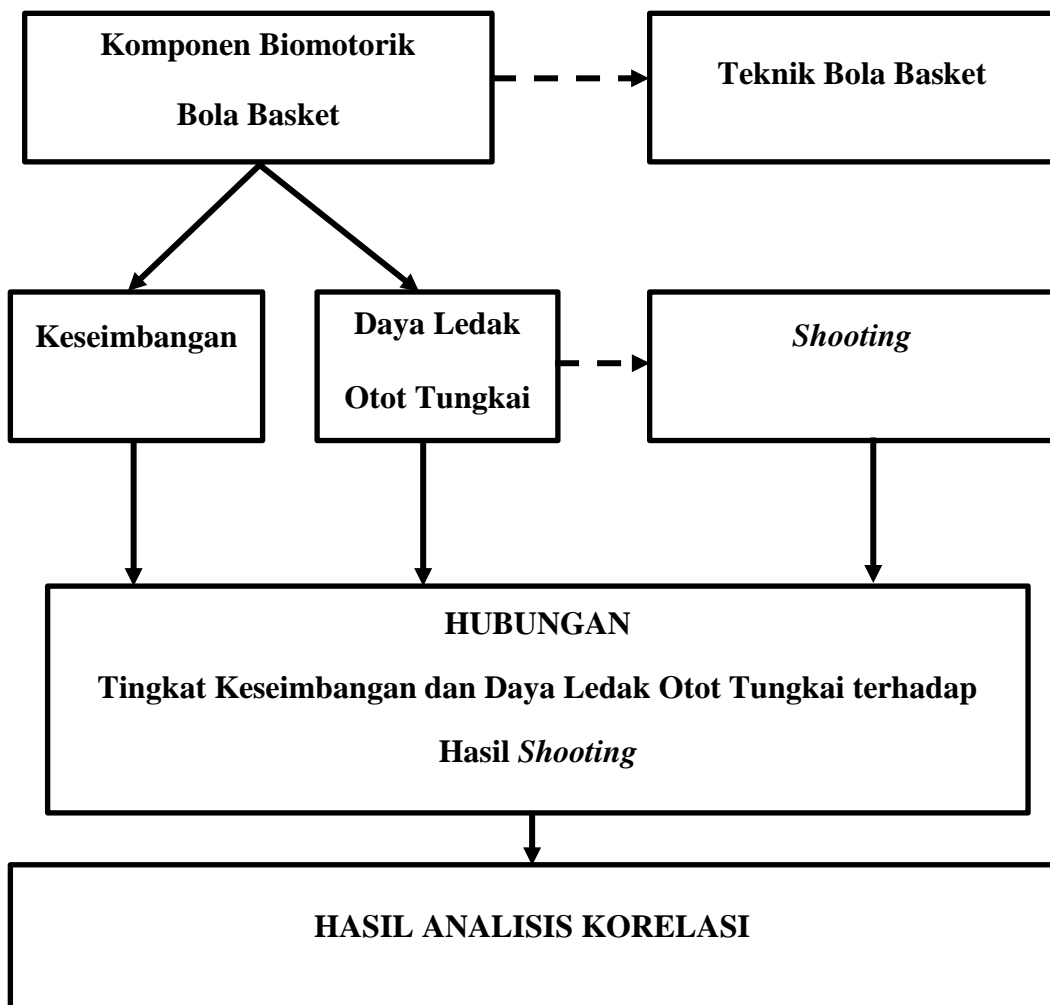 Komponen Biomotorik
Bola Basket
Teknik Bola Basket
Keseimbangan
Daya Ledak
Otot Tungkai
Shooting
HUBUNGAN
Tingkat Keseimbangan dan Daya Ledak Otot Tungkai terhadap
Hasil Shooting
HASIL ANALISIS KORELASI